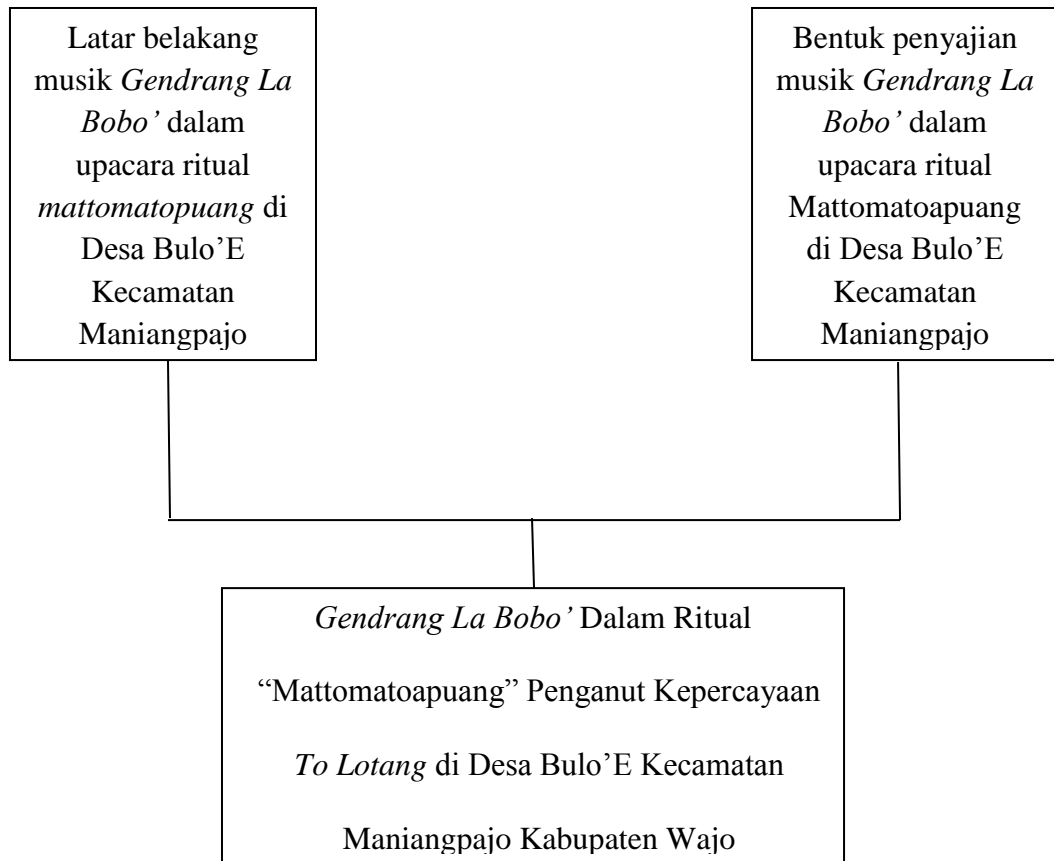 Latar belakang
musik Gendrang La
Bobo’ dalam
upacara ritual
mattomatopuang di
Desa Bulo’E
Kecamatan
Maniangpajo
Bentuk penyajian
musik Gendrang La
Bobo’ dalam
upacara ritual
Mattomatoapuang
di Desa Bulo’E
Kecamatan
Maniangpajo
Gendrang La Bobo’ Dalam Ritual
“Mattomatoapuang” Penganut Kepercayaan
To Lotang di Desa Bulo’E Kecamatan
Maniangpajo Kabupaten Wajo